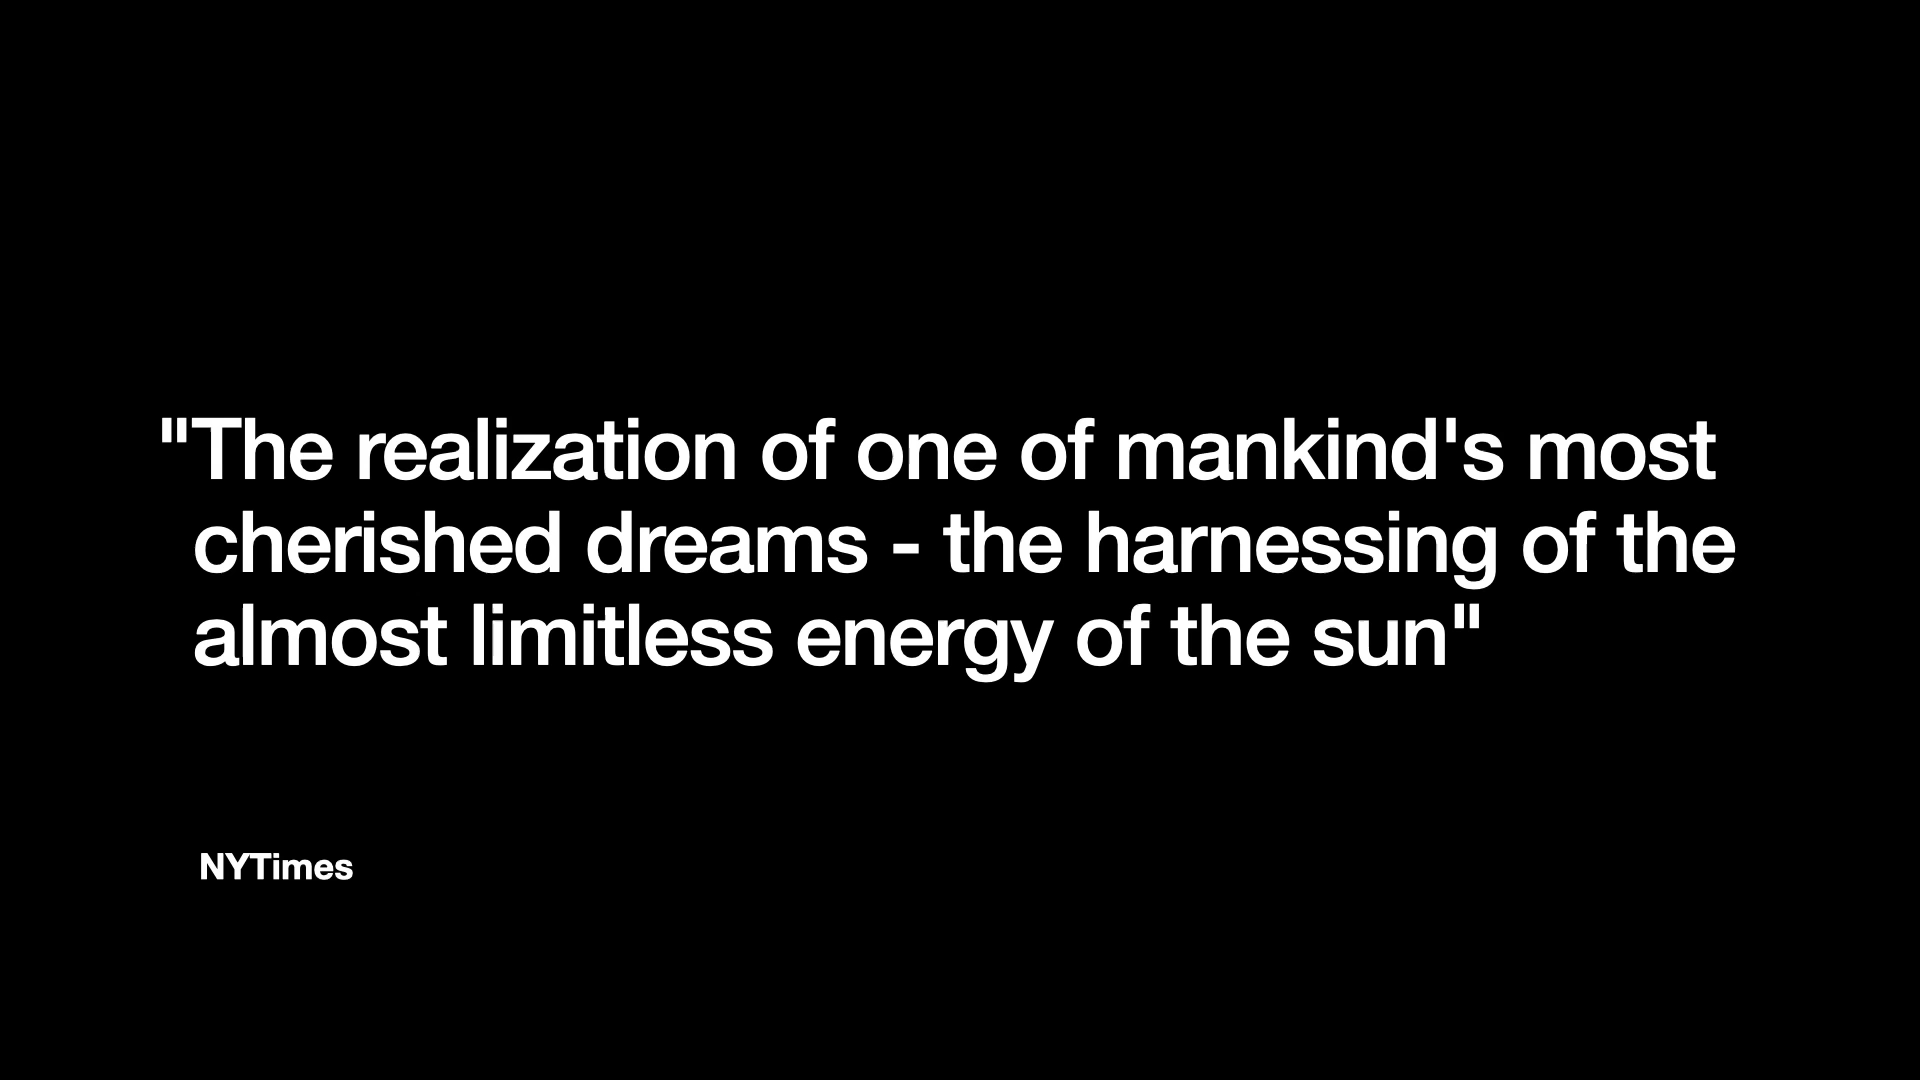 "The realization of one of mankind's most
cherished dreams - the harnessing of the
almost limitless energy of the sun"
NYTimes